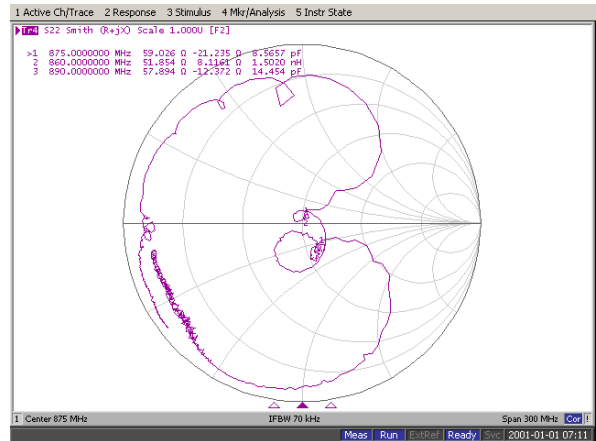 1 Active Ch/Trace 2 Response 3 Stimulus 4 Mkr/Analysis 5 Instr State
Tr4 S22 Smith (R+jX) Scale 1.000U [F2]
>1 875.0000000 MHz 59.026 Ω -21.235 Ω 8.5657 pF
2 860.0000000 MHz 51.854 Ω 8.1161 Ω 1.5020 nH
3 890.0000000 MHz 57.894 Ω -12.372 Ω 14.454 pF
1 Center 875 MHz IFBW 70 kHz Span 300 MHz Cor !
Meas Run ExtRef Ready Svc 2001-01-01 07:11